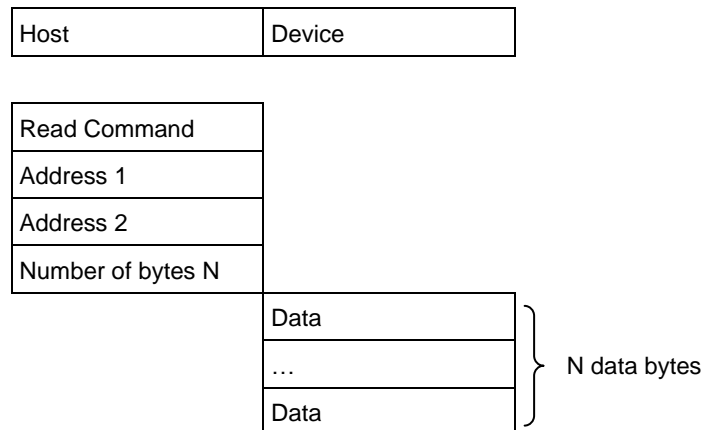 Host Device
Read Command
Address 1
Address 2
Number of bytes N
Data
…
N data bytes
Data